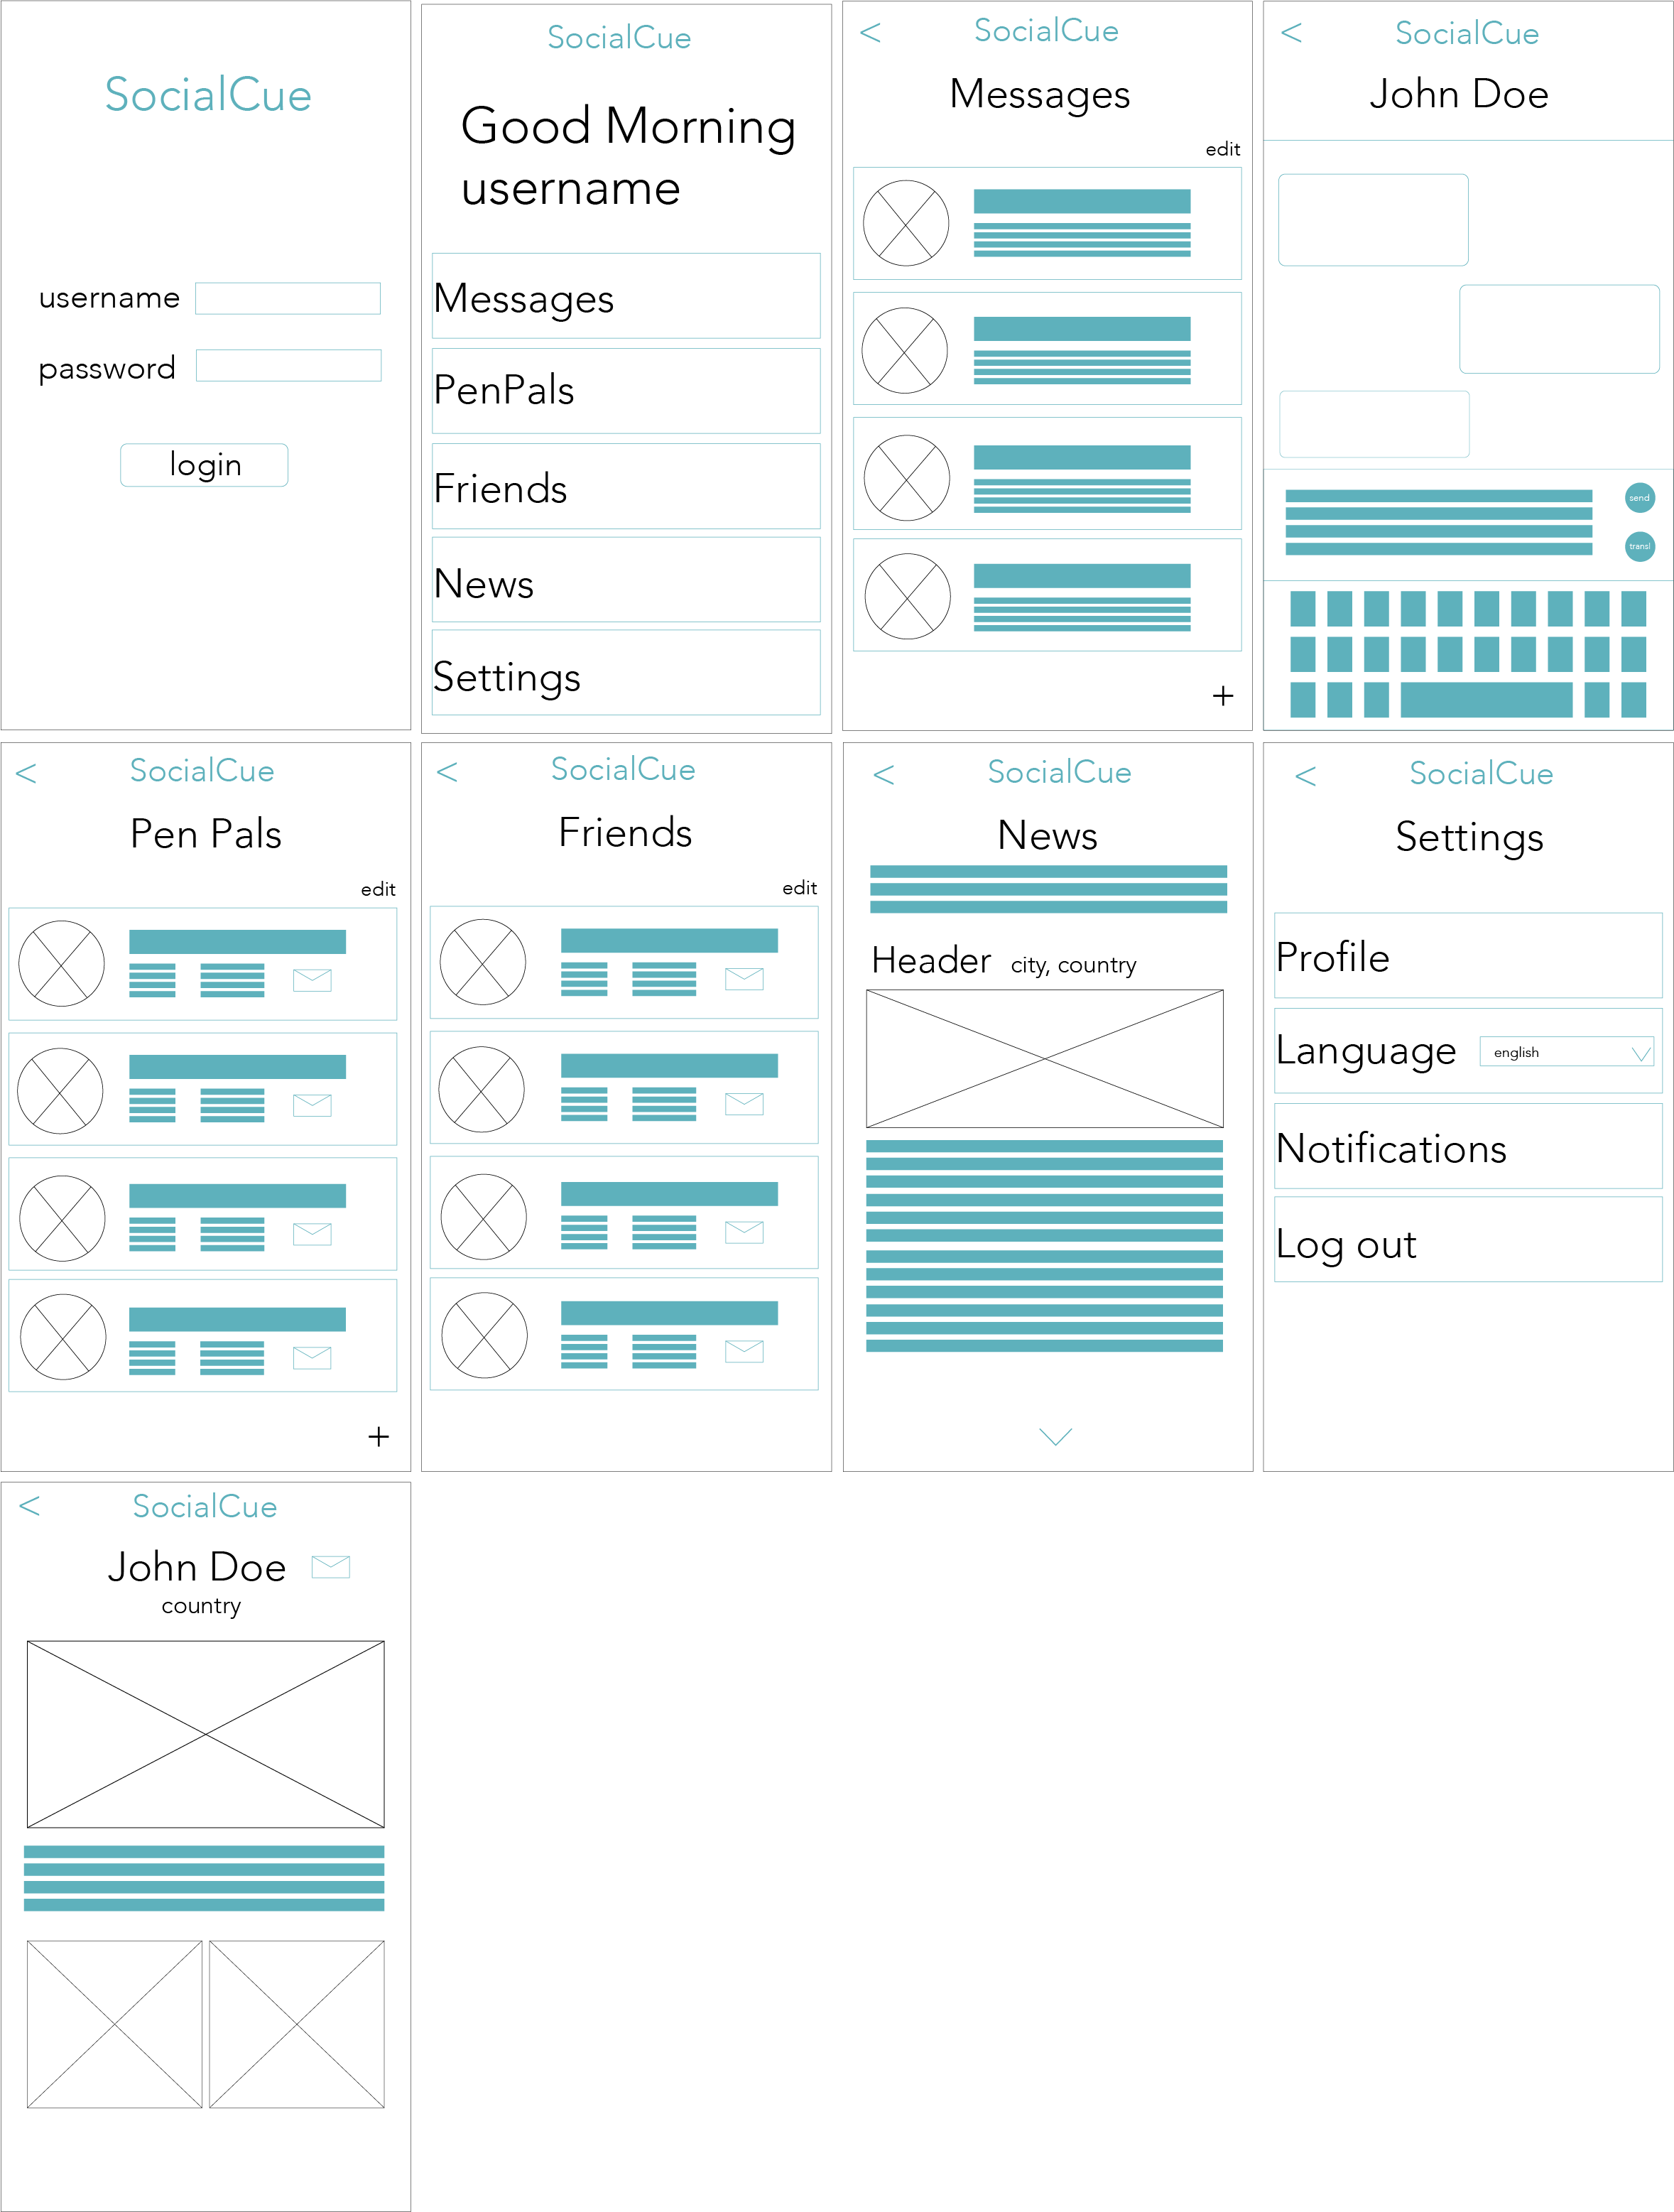 SocialCue
username
password
login
SocialCue
Good Morning
username
Messages
PenPals
Friends
News
Settings
<
SocialCue
Messages
edit
+
<
SocialCue
John Doe
send
transl
<
SocialCue
Pen Pals
edit
+
<
SocialCue
Friends
edit
<
SocialCue
News
Header city, country
<
SocialCue
Settings
Profile
Language english
Notifications
Log out
<
SocialCue
John Doe
country